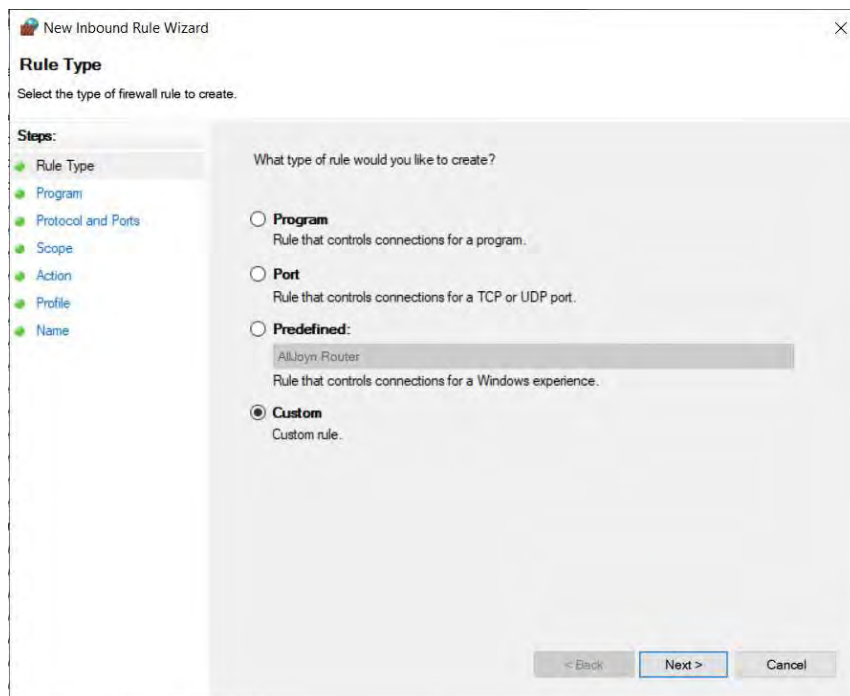 New Inbound Rule Wizard
Rule Type
Select the type of firewall rule to create.
Steps:
Rule Type
Program
Protocol and Ports
Scope
Action
Profile
Name
What type of rule would you like to create?
Program
Rule that controls connections for a program.
Port
Rule that controls connections for a TCP or UDP port.
Predefined:
AllJoyn Router
Rule that controls connections for a Windows experience.
Custom
Custom rule.
< Back
Next >
Cancel